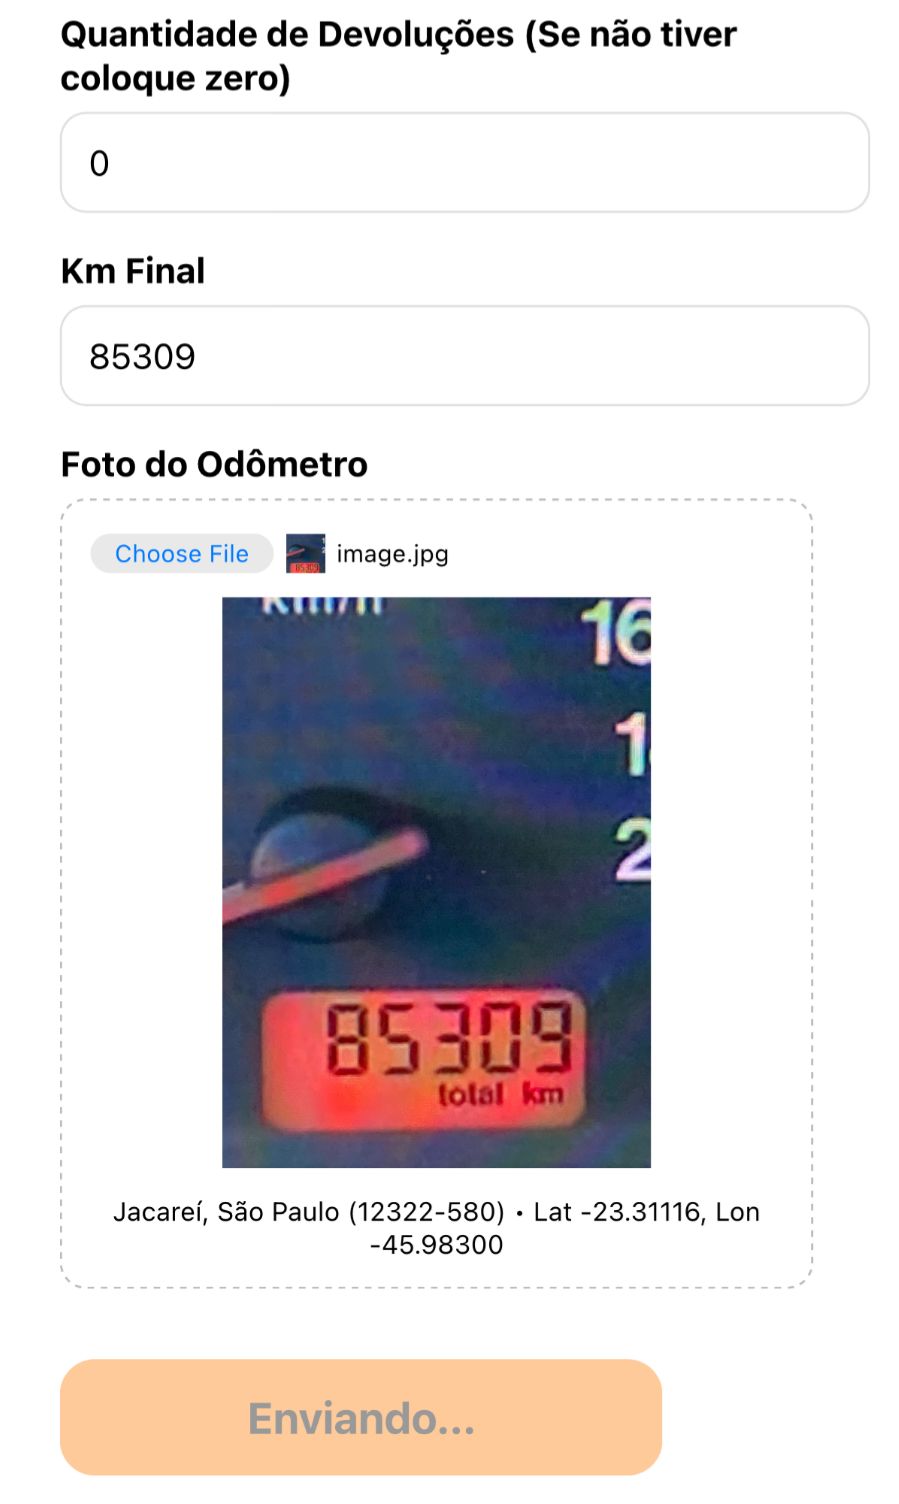 Quantidade de Devoluções (Se não tiver
coloque zero)
0
Km Final
85309
Foto do Odômetro
Choose File image.jpg
km/h
16
2
85309
total km
Jacareí, São Paulo (12322-580) • Lat -23.31116, Lon
-45.98300
Enviando...